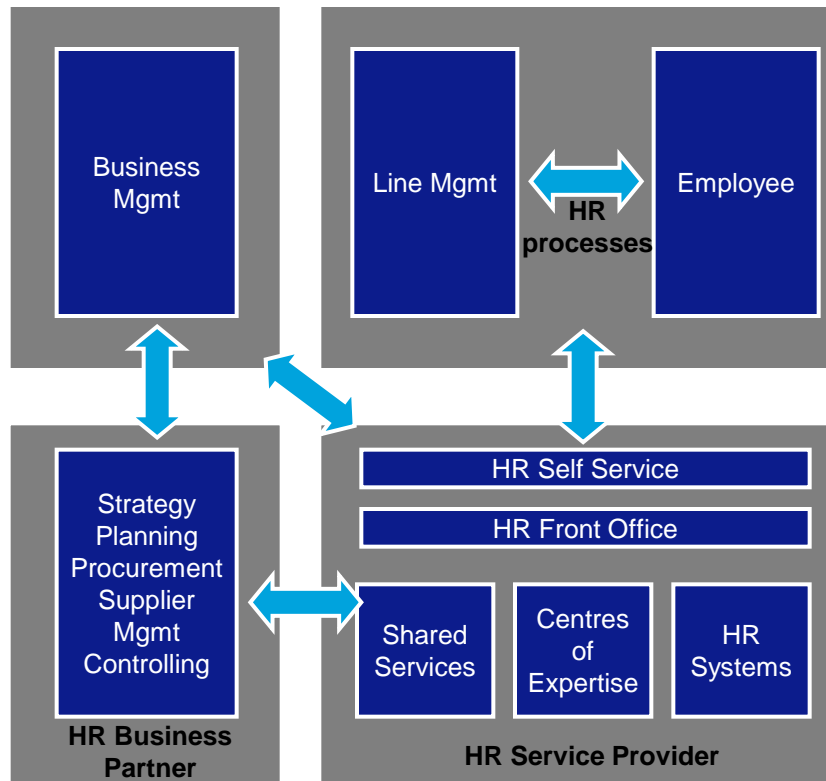 Business
Mgmt
Line Mgmt
HR
processes
Employee
Strategy
Planning
Procurement
Supplier
Mgmt
Controlling
HR Business
Partner
HR Self Service
HR Front Office
Shared
Services
Centres
of
Expertise
HR
Systems
HR Service Provider